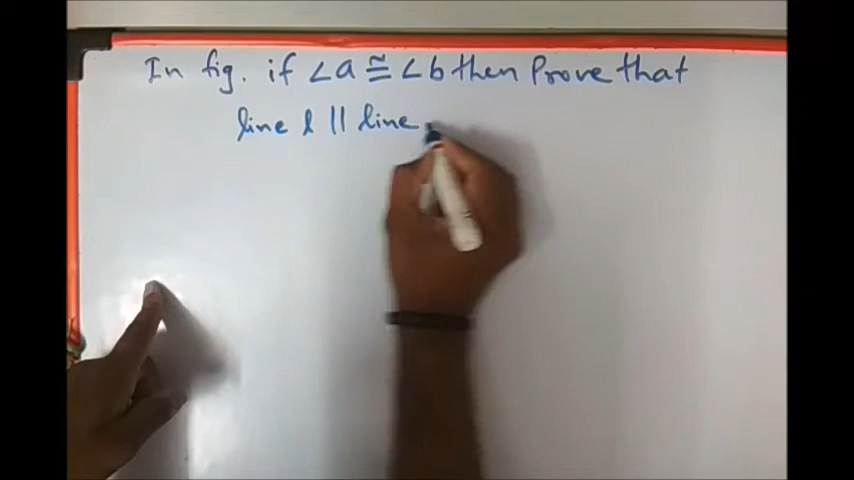 In fig. if ∠a ≅ ∠b then Prove that
line l || line